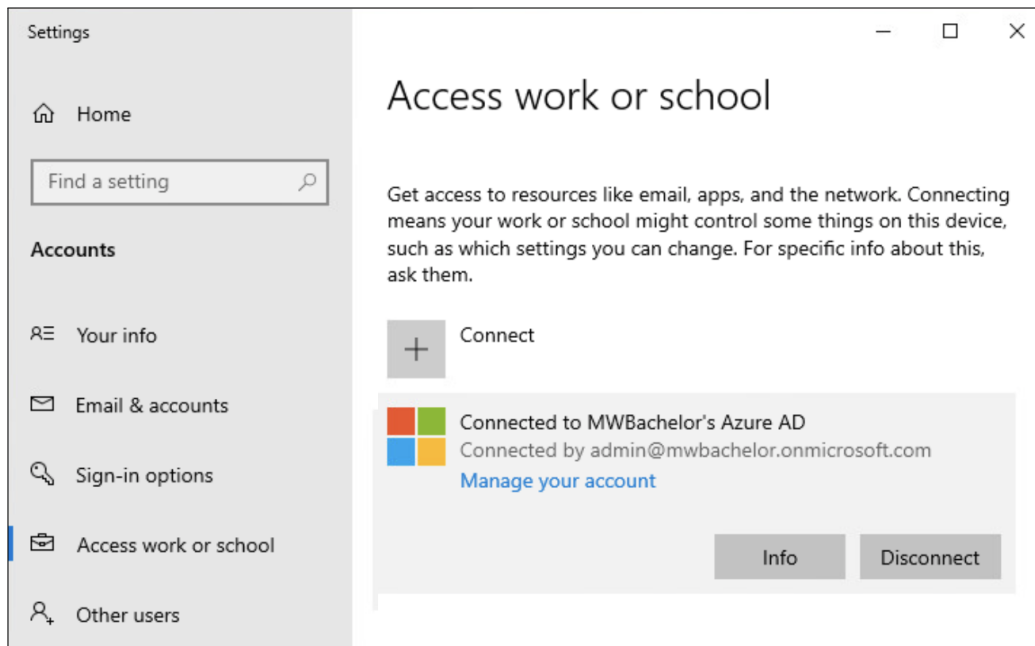 Settings
Home
Find a setting
Accounts
Your info
Email & accounts
Sign-in options
Access work or school
Other users
Access work or school
Get access to resources like email, apps, and the network. Connecting
means your work or school might control some things on this device,
such as which settings you can change. For specific info about this,
ask them.
Connect
Connected to MWBachelor's Azure AD
Connected by admin@mwbachelor.onmicrosoft.com
Manage your account
Info
Disconnect